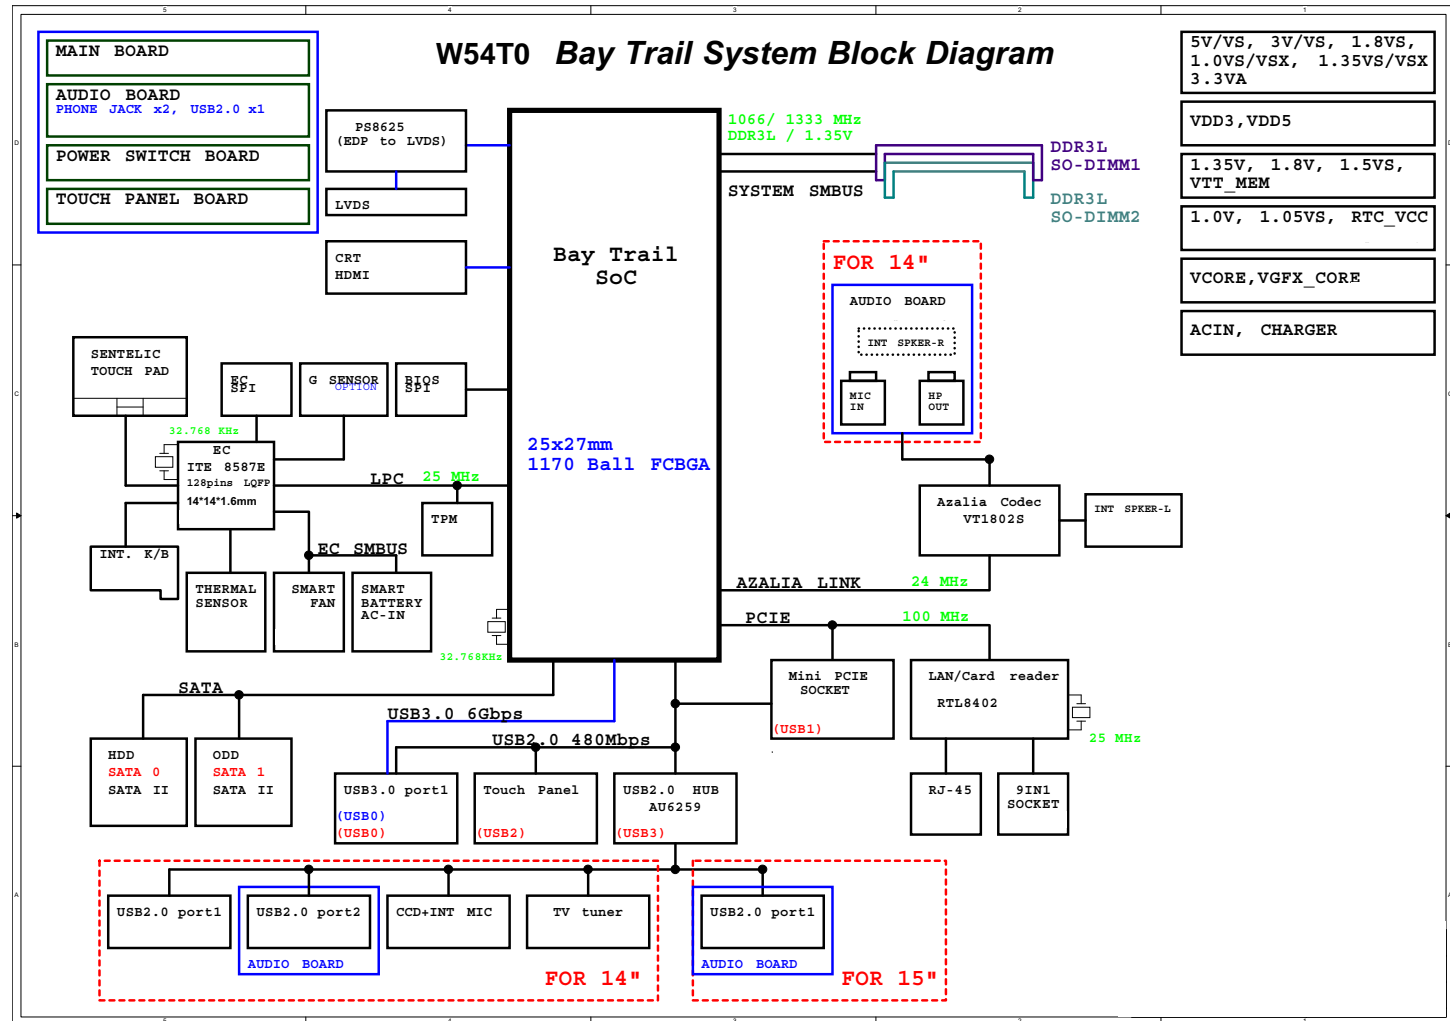 W54T0 Bay Trail System Block Diagram
MAIN BOARD
AUDIO BOARD
PHONE JACK x2, USB2.0 x1
POWER SWITCH BOARD
TOUCH PANEL BOARD
5V/VS, 3V/VS, 1.8VS,
1.0VS/VSX, 1.35VS/VSX
3.3VA
VDD3,VDD5
1.35V, 1.8V, 1.5VS,
VTT_MEM
1.0V, 1.05VS, RTC_VCC
VCORE,VGFX_CORE
ACIN, CHARGER
PS8625
(EDP to LVDS)
LVDS
CRT
HDMI
Bay Trail
SoC
25x27mm
1170 Ball FCBGA
1066/ 1333 MHz
DDR3L / 1.35V
SYSTEM SMBUS
DDR3L
SO-DIMM1
DDR3L
SO-DIMM2
FOR 14"
AUDIO BOARD
INT SPKER-R
MIC
IN
HP
OUT
SENTELIC
TOUCH PAD
EC
SPI
G SENSOR
OPTION
BIOS
SPI
32.768 KHz
EC
ITE 8587E
128pins LQFP
14*14*1.6mm
LPC
25 MHz
TPM
INT. K/B
EC SMBUS
THERMAL
SENSOR
SMART
FAN
SMART
BATTERY
AC-IN
32.768KHz
Azalia Codec
VT1802S
INT SPKER-L
AZALIA LINK
24 MHz
PCIE
100 MHz
Mini PCIE
SOCKET
(USB1)
LAN/Card reader
RTL8402
25 MHz
RJ-45
9IN1
SOCKET
SATA
HDD
SATA 0
SATA II
ODD
SATA 1
SATA II
USB3.0 6Gbps
USB2.0 480Mbps
USB3.0 port1
(USB0)
(USB0)
Touch Panel
(USB2)
USB2.0 HUB
AU6259
(USB3)
USB2.0 port1
USB2.0 port2
AUDIO BOARD
CCD+INT MIC
TV tuner
FOR 14"
USB2.0 port1
AUDIO BOARD
FOR 15"
5
4
3
2
1
D
C
B
A
D
C
B
A
5
4
3
2
1